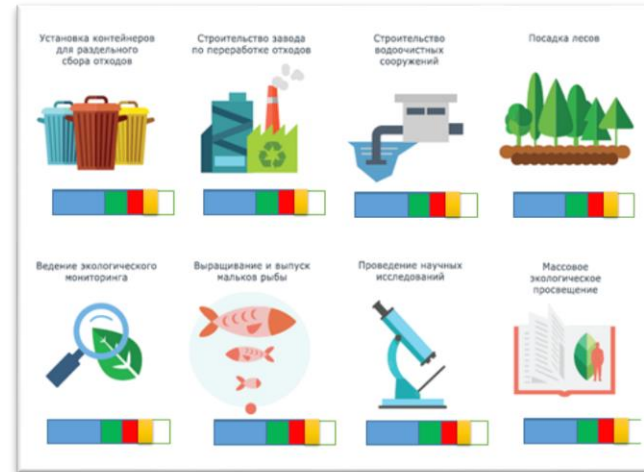 Установка контейнеров
для раздельного
сбора отходов
Строительство завода
по переработке отходов
Строительство
водоочистных
сооружений
Посадка лесов
Ведение экологического
мониторинга
Выращивание и выпуск
мальков рыбы
Проведение научных
исследований
Массовое
экологическое
просвещение